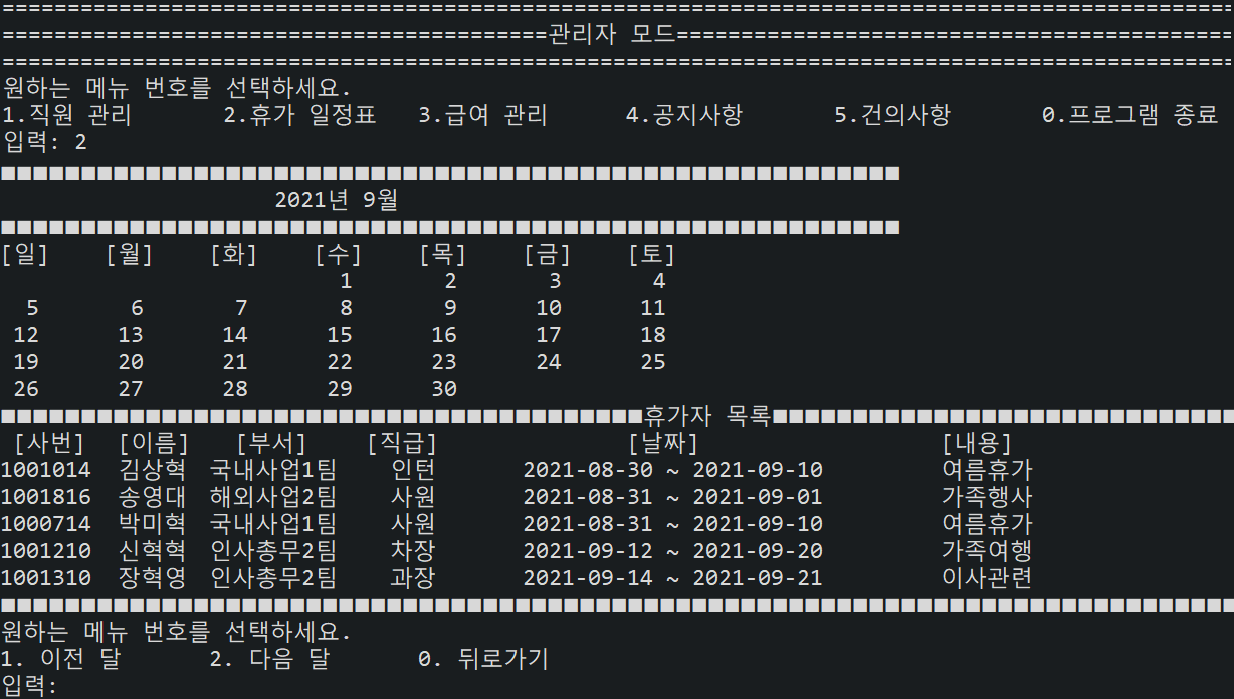 ================================================================================
==========================================관리자 모드==========================================
================================================================================
원하는 메뉴 번호를 선택하세요.
1.직원 관리 2.휴가 일정표 3.급여 관리 4.공지사항 5.건의사항 0.프로그램 종료
입력: 2
■■■■■■■■■■■■■■■■■■■■■■■■■■■■■■■■■■■■■■■■■■■■■■■■■■■■■■■■
2021년 9월
■■■■■■■■■■■■■■■■■■■■■■■■■■■■■■■■■■■■■■■■■■■■■■■■■■■■■■■■
[일] [월] [화] [수] [목] [금] [토]
1 2 3 4
5 6 7 8 9 10 11
12 13 14 15 16 17 18
19 20 21 22 23 24 25
26 27 28 29 30
■■■■■■■■■■■■■■■■■■■■■■■■■■■■■■■■■■■■■■■■휴가자 목록■■■■■■■■■■■■■■■■■■■■■■■■■■■■■
[사번] [이름] [부서] [직급] [날짜] [내용]
1001014 김상혁 국내사업1팀 인턴 2021-08-30 ~ 2021-09-10 여름휴가
1001816 송영대 해외사업2팀 사원 2021-08-31 ~ 2021-09-01 가족행사
1000714 박미혁 국내사업1팀 사원 2021-08-31 ~ 2021-09-10 여름휴가
1001210 신혁혁 인사총무2팀 차장 2021-09-12 ~ 2021-09-20 가족여행
1001310 장혁영 인사총무2팀 과장 2021-09-14 ~ 2021-09-21 이사관련
■■■■■■■■■■■■■■■■■■■■■■■■■■■■■■■■■■■■■■■■■■■■■■■■■■■■■■■■■■■■■■■■■■■■■■■■■■■■■
원하는 메뉴 번호를 선택하세요.
1. 이전 달 2. 다음 달 0. 뒤로가기
입력: